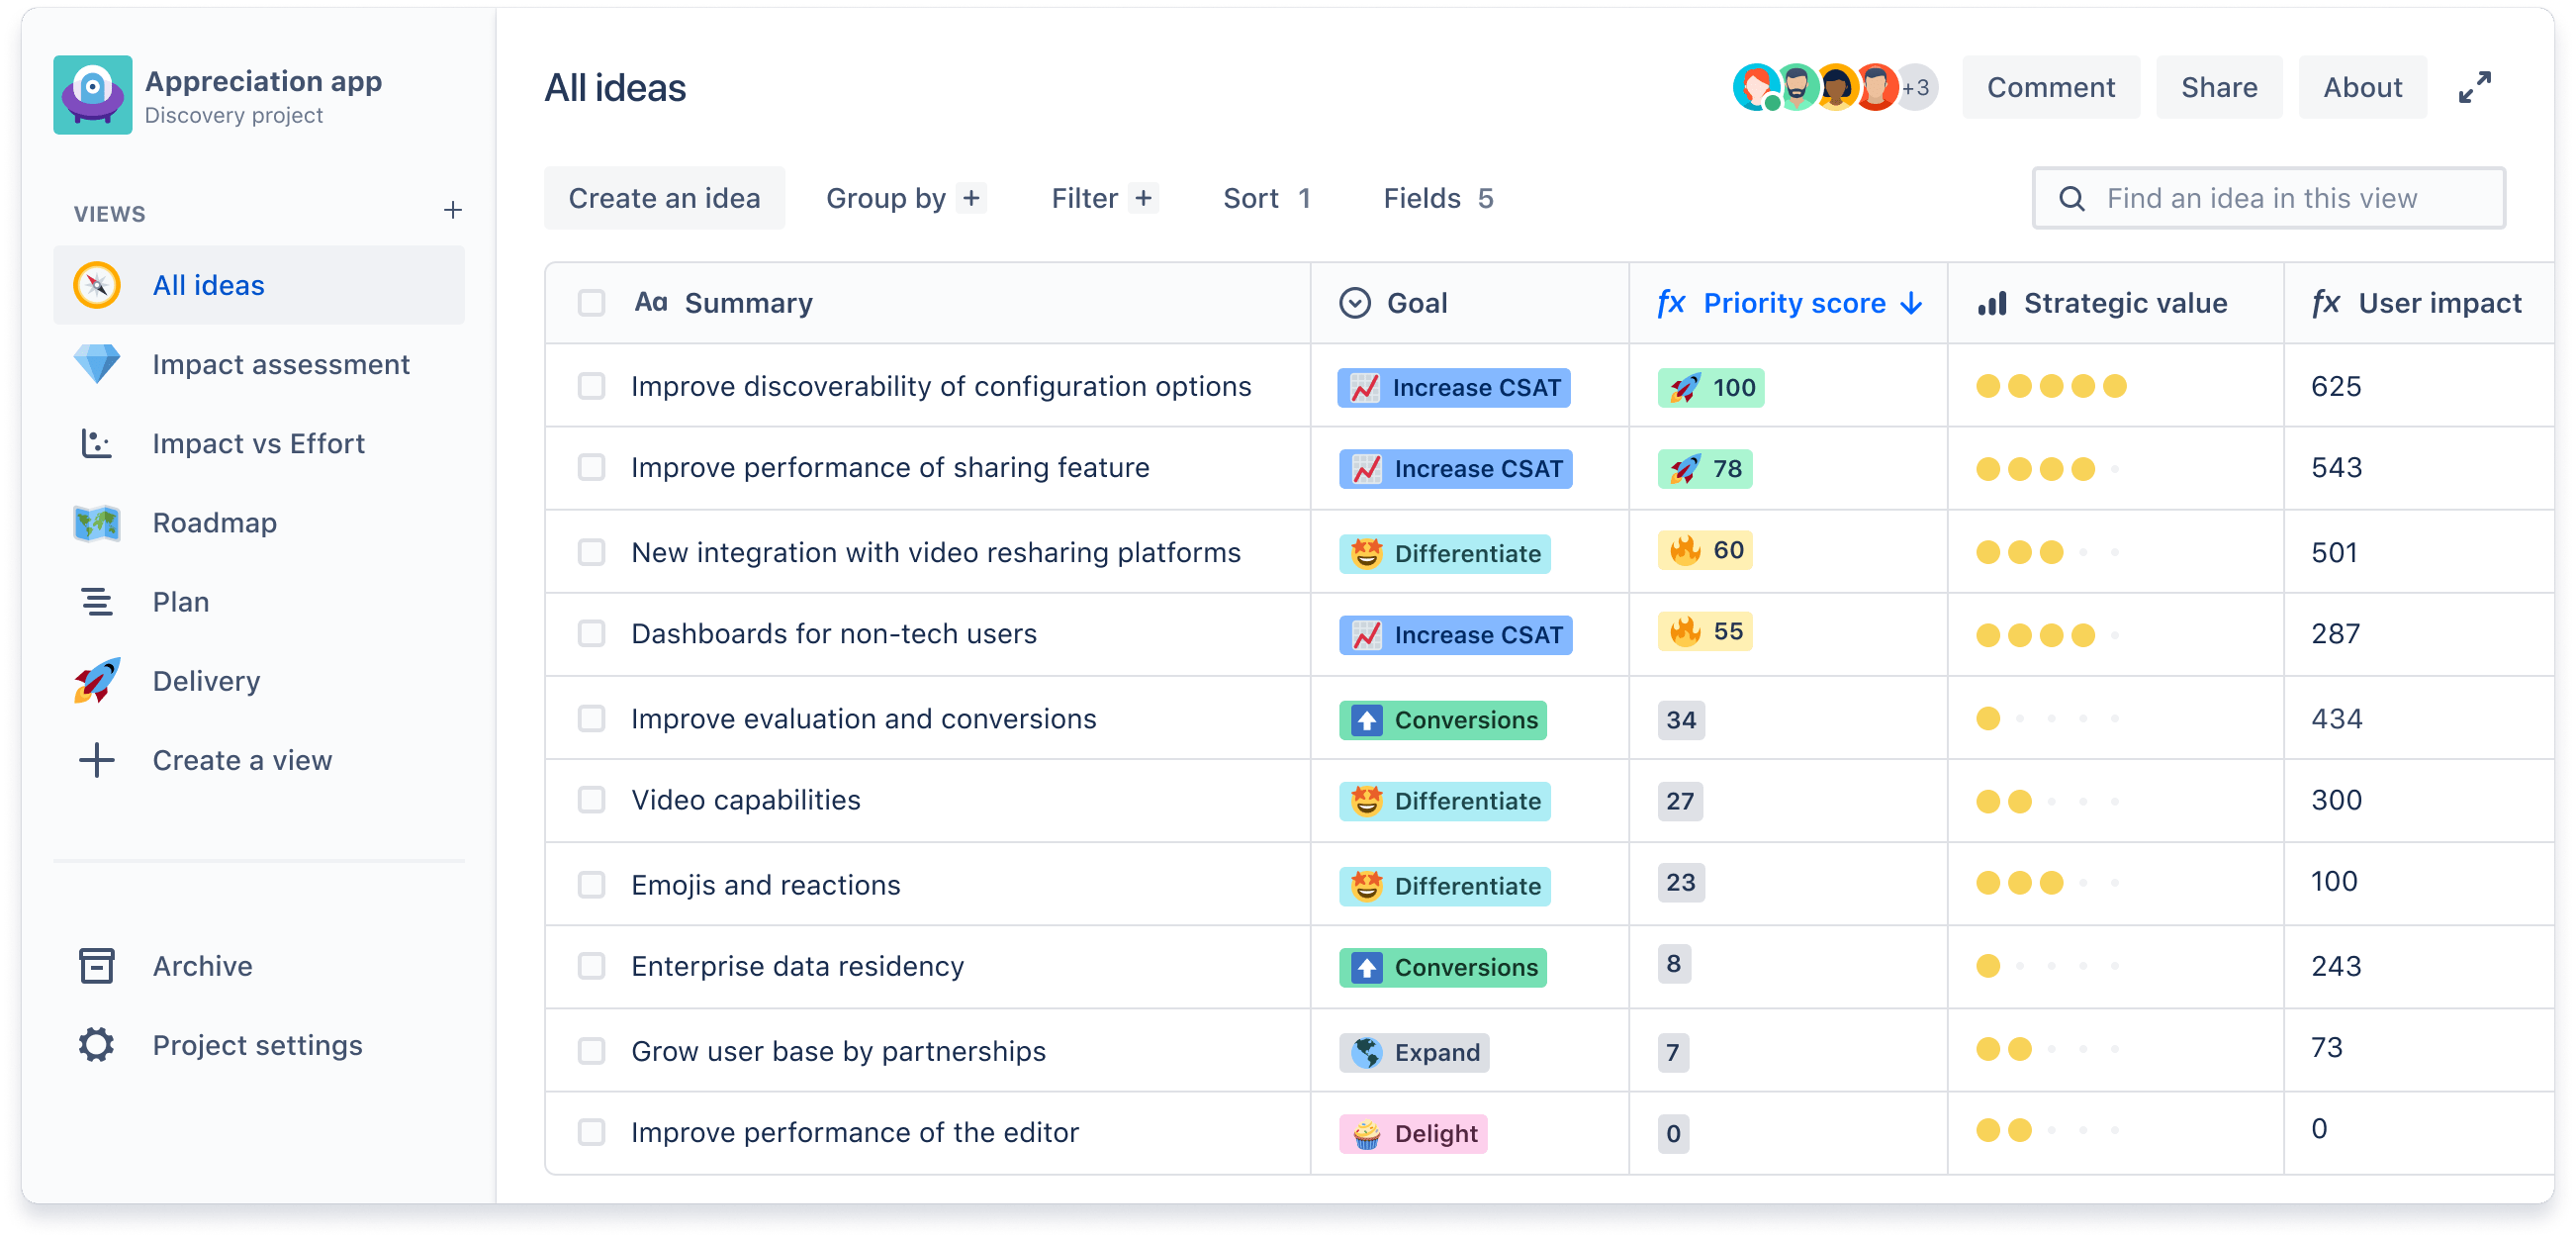 Appreciation app
Discovery project
VIEWS
All ideas
Impact assessment
Impact vs Effort
Roadmap
Plan
Delivery
Create a view
Archive
Project settings
All ideas
+3 Comment Share About
Create an idea Group by + Filter + Sort 1 Fields 5 Find an idea in this view
Aa Summary Goal fx Priority score Strategic value fx User impact
Improve discoverability of configuration options Increase CSAT 100 625
Improve performance of sharing feature Increase CSAT 78 543
New integration with video resharing platforms Differentiate 60 501
Dashboards for non-tech users Increase CSAT 55 287
Improve evaluation and conversions Conversions 34 434
Video capabilities Differentiate 27 300
Emojis and reactions Differentiate 23 100
Enterprise data residency Conversions 8 243
Grow user base by partnerships Expand 7 73
Improve performance of the editor Delight 0 0